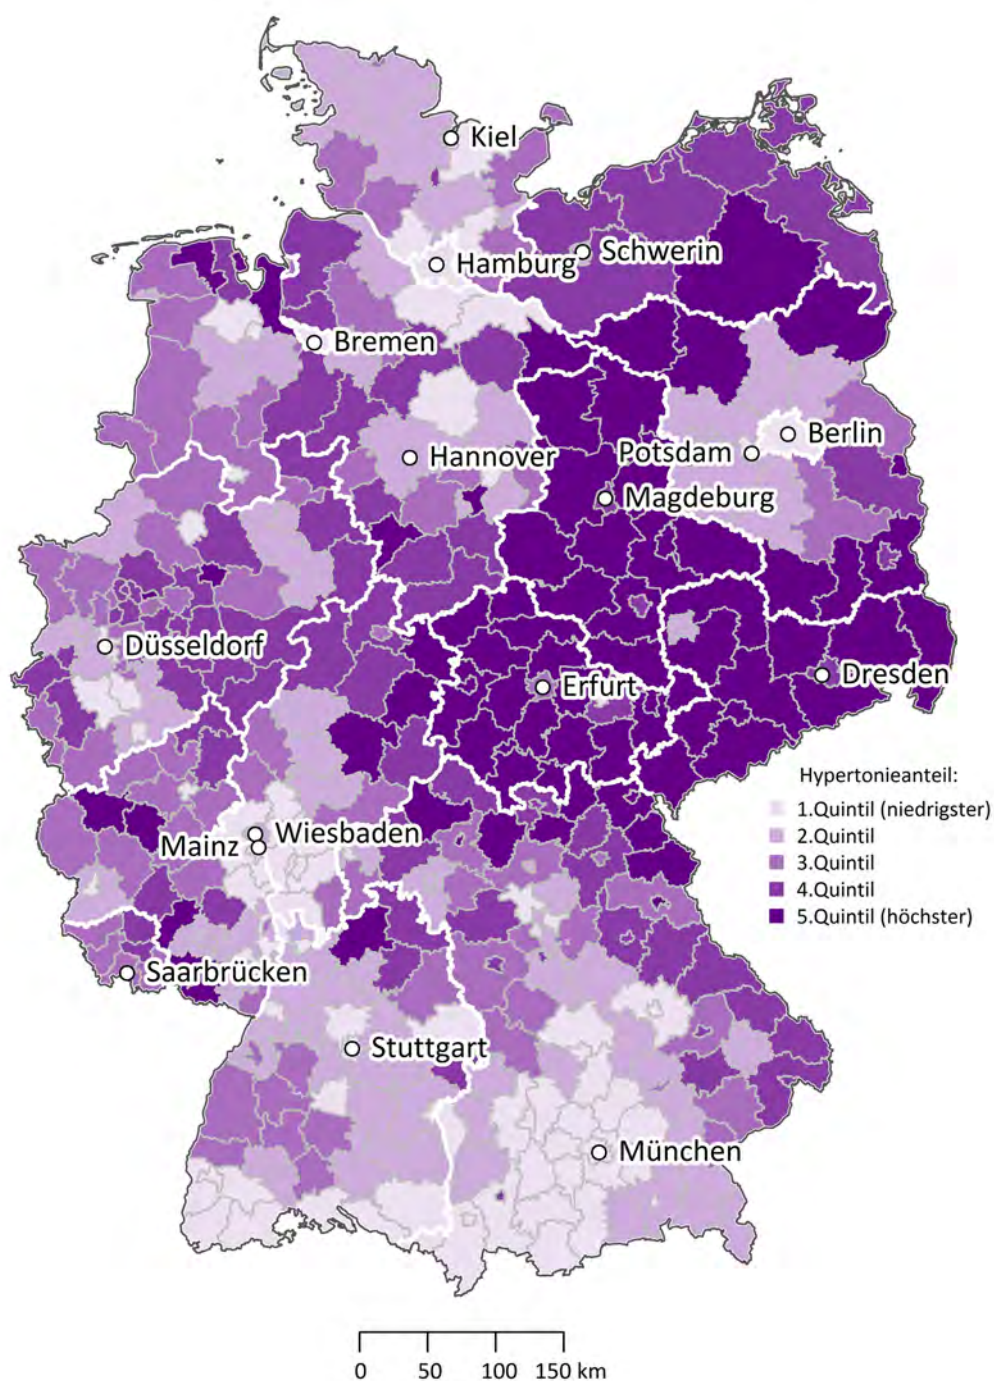 Kiel
Schwerin
Hamburg
Bremen
Berlin
Hannover
Potsdam
Magdeburg
Düsseldorf
Dresden
Erfurt
Hypertonieanteil:
1.Quintil (niedrigster)
2.Quintil
3.Quintil
4.Quintil
5.Quintil (höchster)
Wiesbaden
Mainz
Saarbrücken
Stuttgart
München
0 50 100 150 km